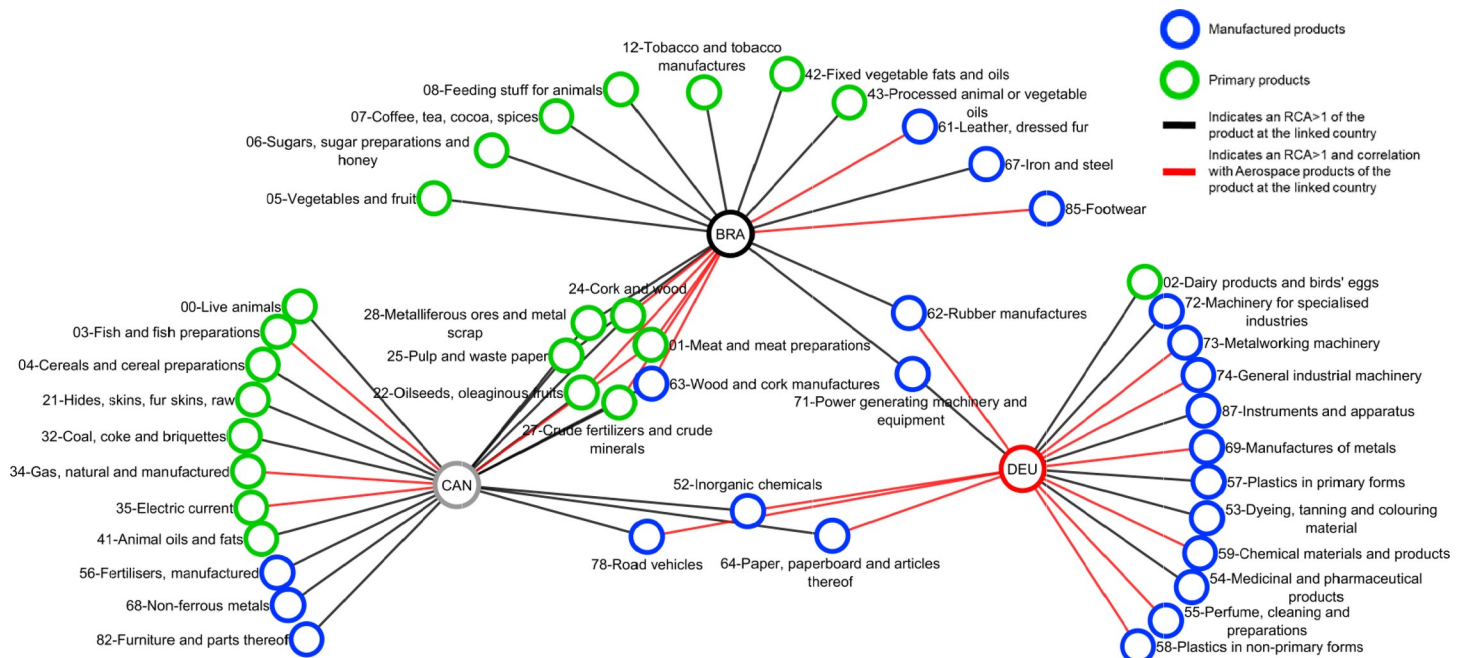 Manufactured products
Primary products
Indicates an RCA>1 of the
product at the linked country
Indicates an RCA>1 and correlation
with Aerospace products of the
product at the linked country
12-Tobacco and tobacco
manufactures
42-Fixed vegetable fats and oils
08-Feeding stuff for animals
43-Processed animal or vegetable
oils
07-Coffee, tea, cocoa, spices
61-Leather, dressed fur
06-Sugars, sugar preparations and
honey
67-Iron and steel
05-Vegetables and fruit
85-Footwear
BRA
00-Live animals
03-Fish and fish preparations
04-Cereals and cereal preparations
21-Hides, skins, fur skins, raw
32-Coal, coke and briquettes
34-Gas, natural and manufactured
35-Electric current
41-Animal oils and fats
56-Fertilisers, manufactured
68-Non-ferrous metals
82-Furniture and parts thereof
CAN
24-Cork and wood
28-Metalliferous ores and metal
scrap
25-Pulp and waste paper
01-Meat and meat preparations
22-Oilseeds, oleaginous fruits
63-Wood and cork manufactures
27-Crude fertilizers and crude
minerals
62-Rubber manufactures
71-Power generating machinery and
equipment
52-Inorganic chemicals
78-Road vehicles
64-Paper, paperboard and articles
thereof
DEU
02-Dairy products and birds' eggs
72-Machinery for specialised
industries
73-Metalworking machinery
74-General industrial machinery
87-Instruments and apparatus
69-Manufactures of metals
57-Plastics in primary forms
53-Dyeing, tanning and colouring
material
59-Chemical materials and products
54-Medicinal and pharmaceutical
products
55-Perfume, cleaning and
preparations
58-Plastics in non-primary forms